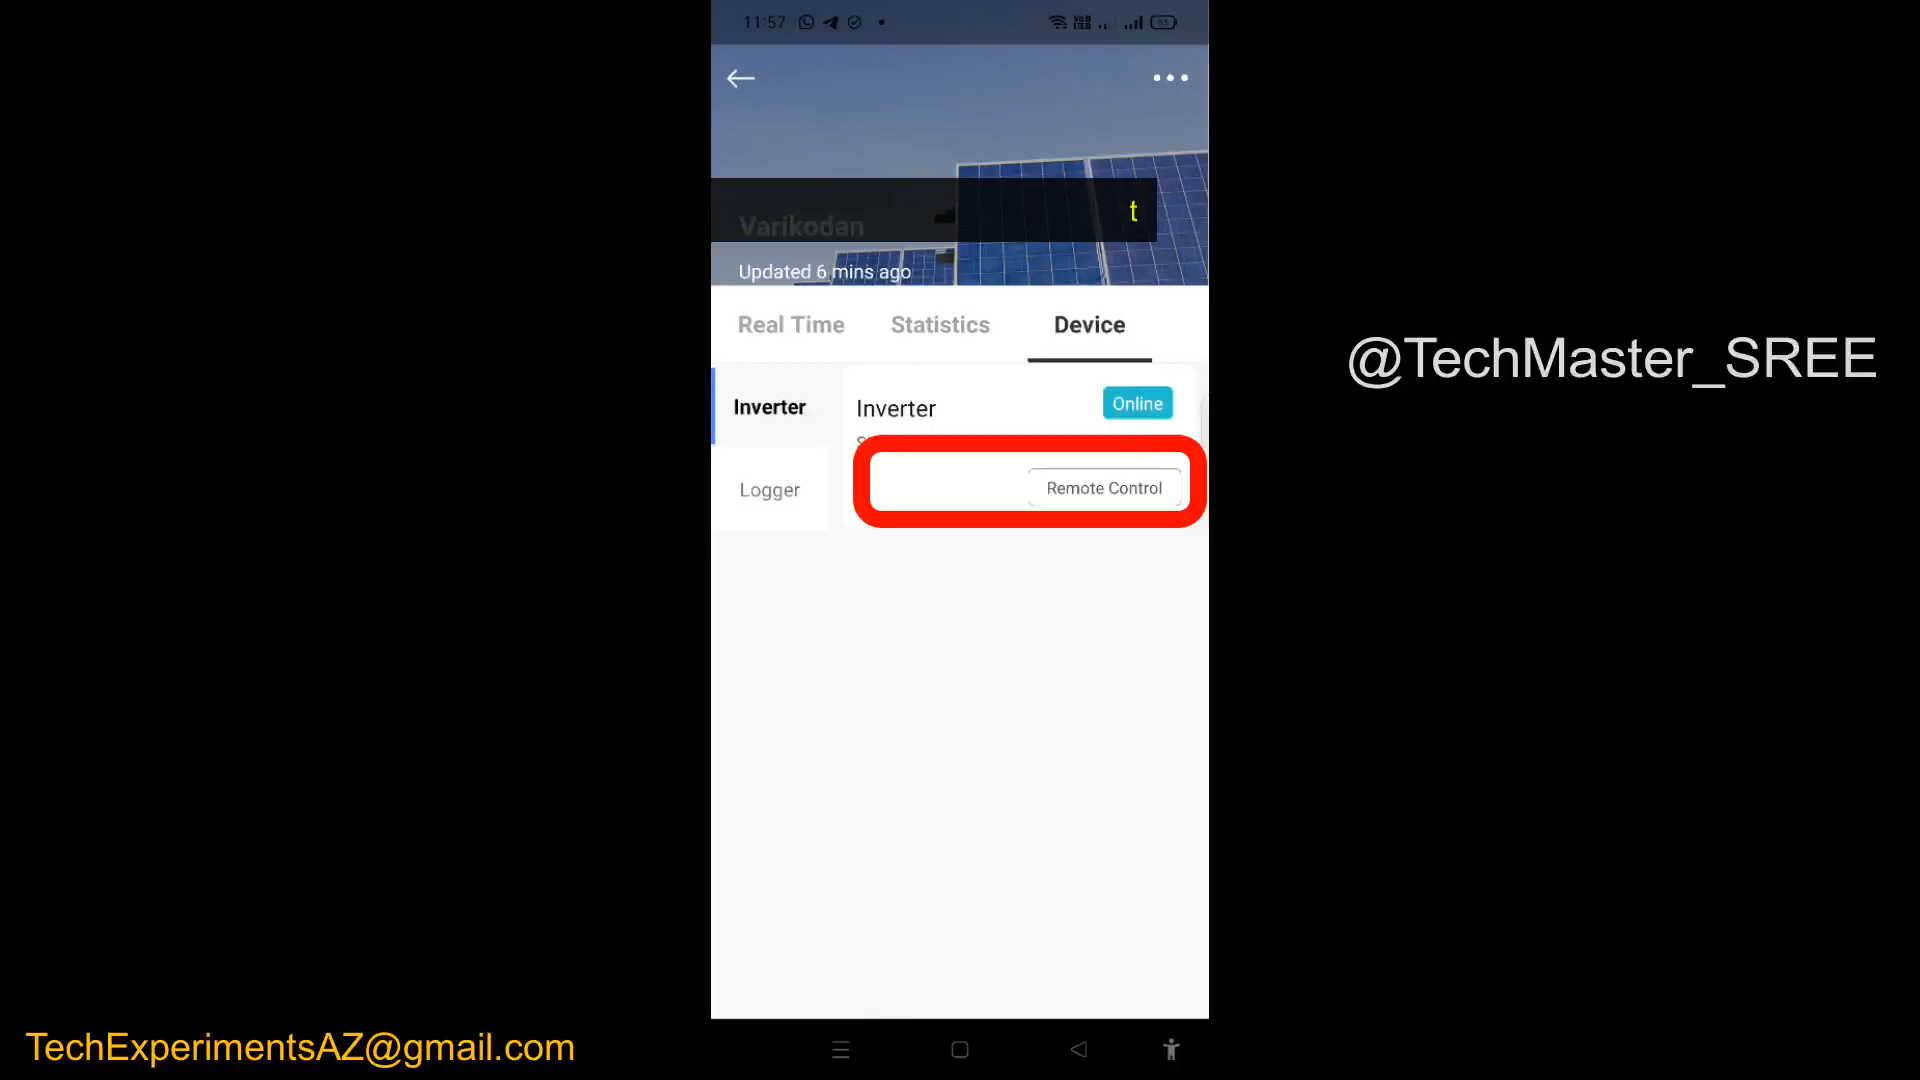 11:57
t
Varikodan
Updated 6 mins ago
Real Time Statistics Device
Inverter
Inverter Online
Logger
Remote Control
@TechMaster_SREE
TechExperimentsAZ@gmail.com